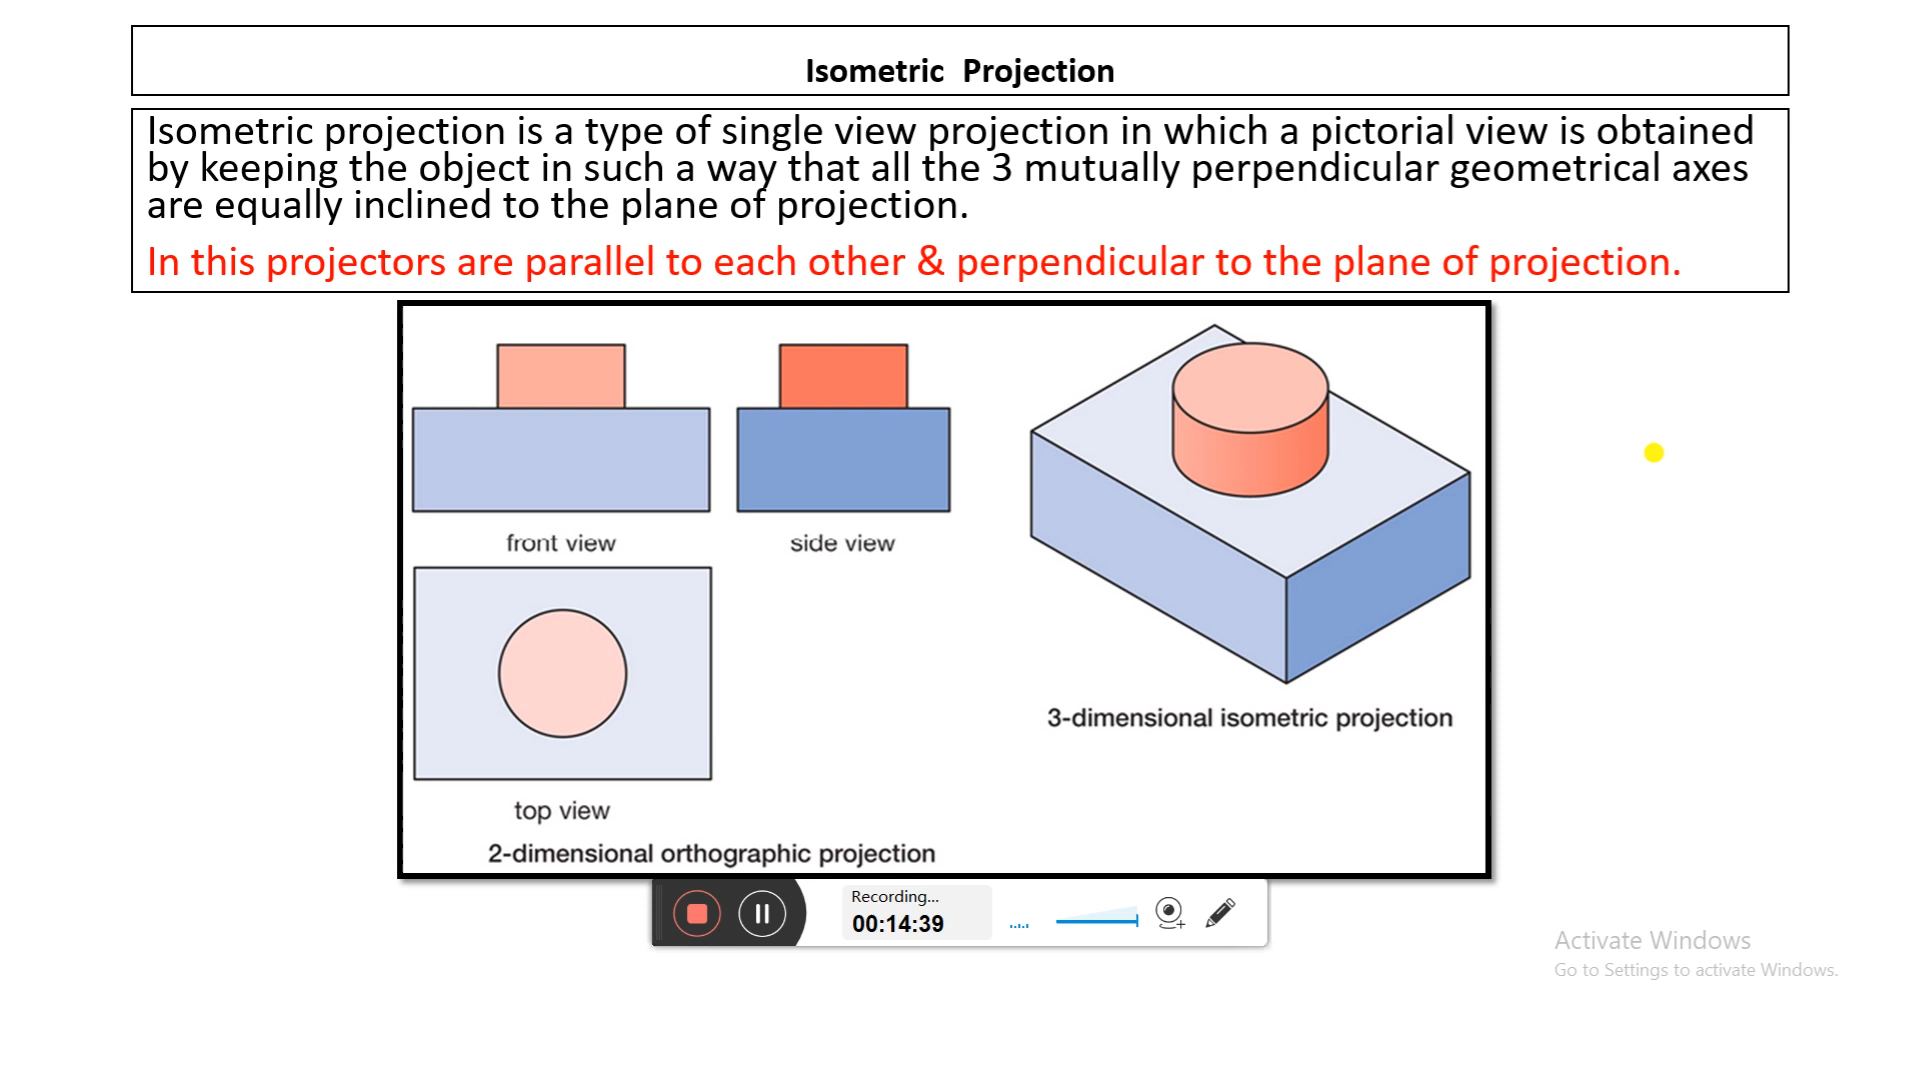 Isometric Projection
Isometric projection is a type of single view projection in which a pictorial view is obtained
by keeping the object in such a way that all the 3 mutually perpendicular geometrical axes
are equally inclined to the plane of projection.
In this projectors are parallel to each other & perpendicular to the plane of projection.
front view
side view
top view
2-dimensional orthographic projection
3-dimensional isometric projection
Recording...
00:14:39
Activate Windows
Go to Settings to activate Windows.